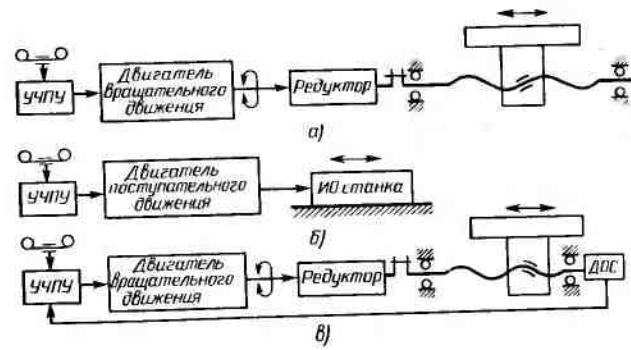 УЧПУ
Двигатель
вращательного
движения
Редуктор
а)
УЧПУ
Двигатель
поступательного
движения
ИО станка
б)
УЧПУ
Двигатель
вращательного
движения
Редуктор
ДОС
в)